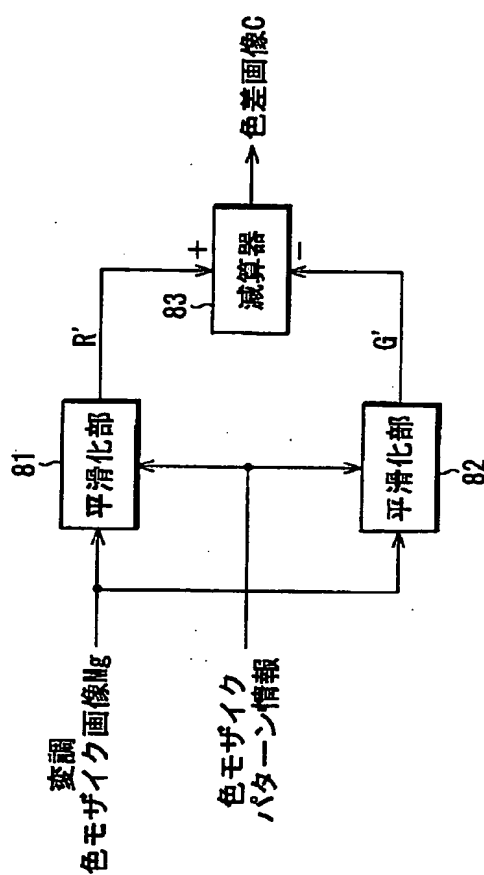 変調
色モザイク画像Mg
色モザイク
パターン情報
81
平滑化部
平滑化部
82
R'
G'
83
+
減算器
−
色差画像C